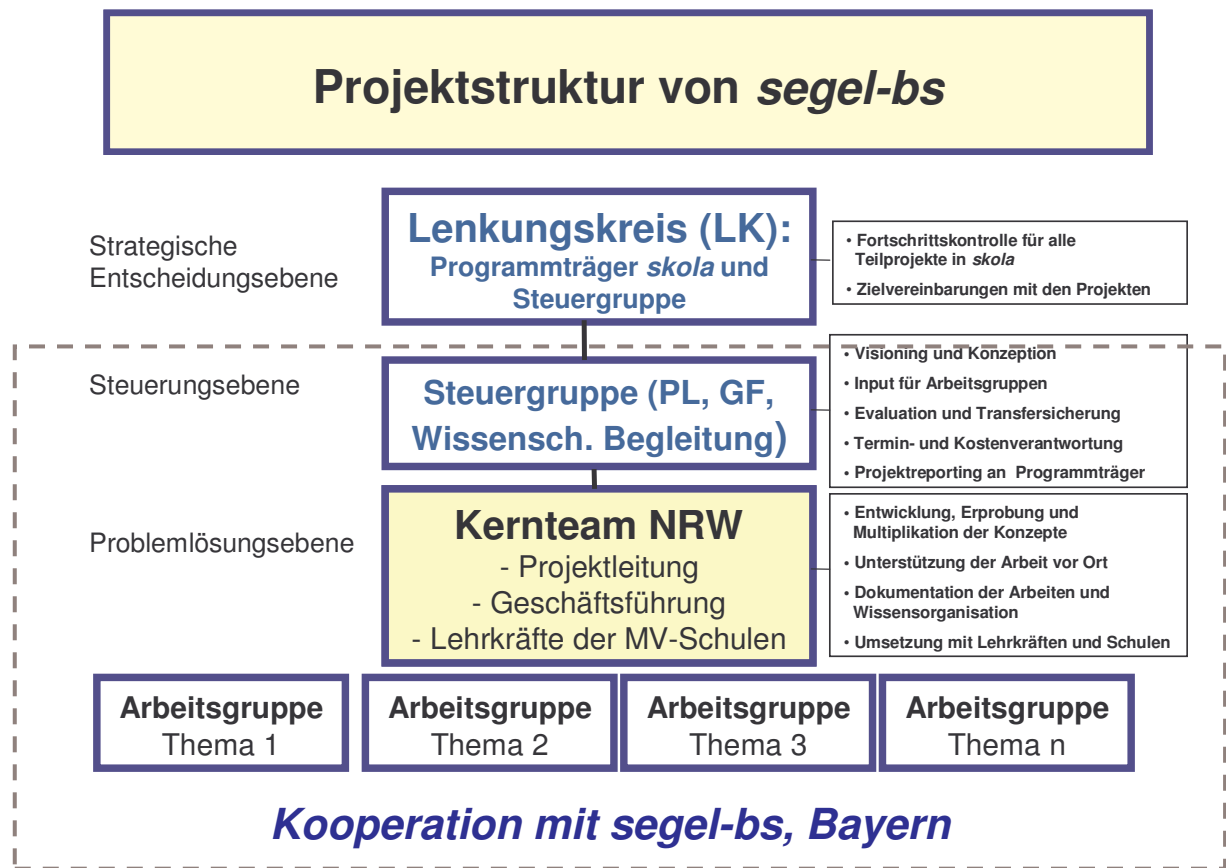 Projektstruktur von segel-bs
Strategische
Entscheidungsebene
Lenkungskreis (LK):
Programmträger skola und
Steuergruppe
• Fortschrittskontrolle für alle
Teilprojekte in skola
• Zielvereinbarungen mit den Projekten
Steuerungsebene
Steuergruppe (PL, GF,
Wissensch. Begleitung)
• Visioning und Konzeption
• Input für Arbeitsgruppen
• Evaluation und Transfersicherung
• Termin- und Kostenverantwortung
• Projektreporting an Programmträger
Problemlösungsebene
Kernteam NRW
- Projektleitung
- Geschäftsführung
- Lehrkräfte der MV-Schulen
• Entwicklung, Erprobung und
Multiplikation der Konzepte
• Unterstützung der Arbeit vor Ort
• Dokumentation der Arbeiten und
Wissensorganisation
• Umsetzung mit Lehrkräften und Schulen
Arbeitsgruppe
Thema 1
Arbeitsgruppe
Thema 2
Arbeitsgruppe
Thema 3
Arbeitsgruppe
Thema n
Kooperation mit segel-bs, Bayern